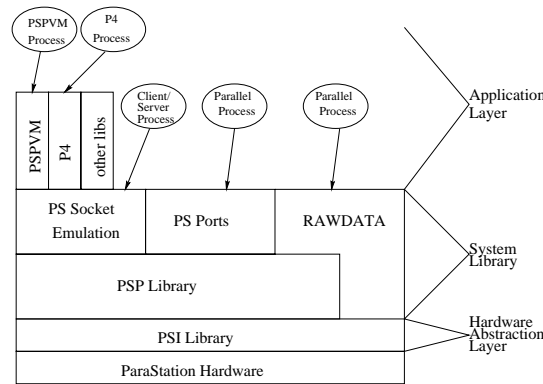 PSPVM
Process
P4
Process
Client/
Server
Process
Parallel
Process
Parallel
Process
PSPVM
P4
other libs
Application
Layer
PS Socket
Emulation
PS Ports
RAWDATA
System
Library
PSP Library
PSI Library
Hardware
Abstraction
Layer
ParaStation Hardware